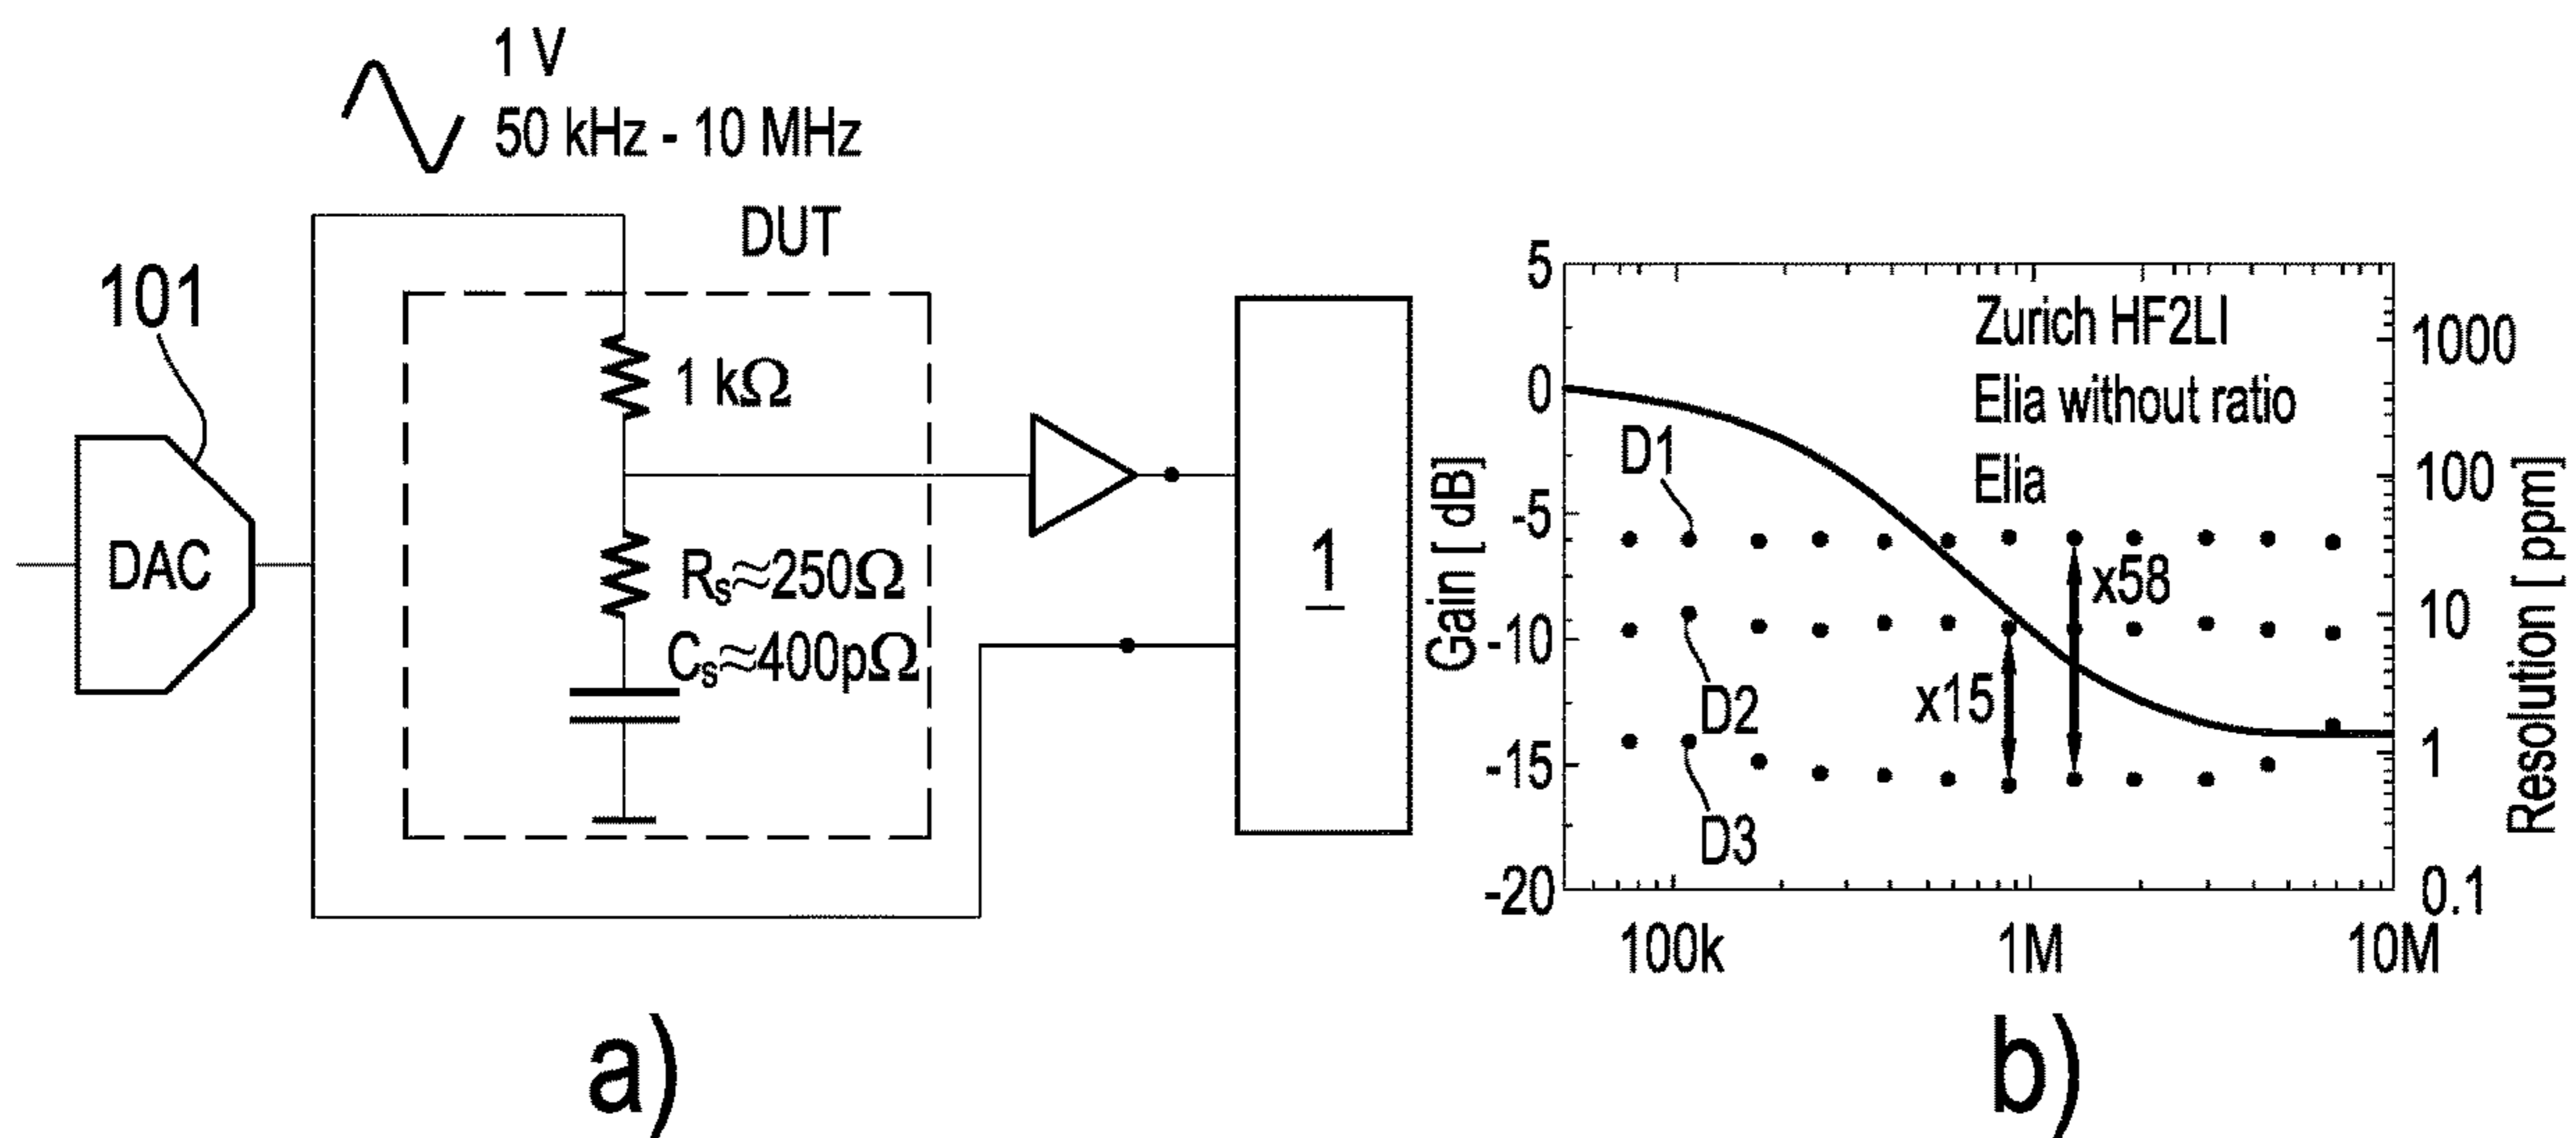 1 V
50 kHz - 10 MHz
DUT
101
DAC
1 kΩ
Rs≈250Ω
Cs≈400pΩ
1
a)
5
0
-5
-10
-15
-20
Gain [ dB]
Zurich HF2LI
Elia without ratio
Elia
D1
D2
D3
x58
x15
1000
100
10
1
0.1
Resolution [ ppm]
100k
1M
10M
b)